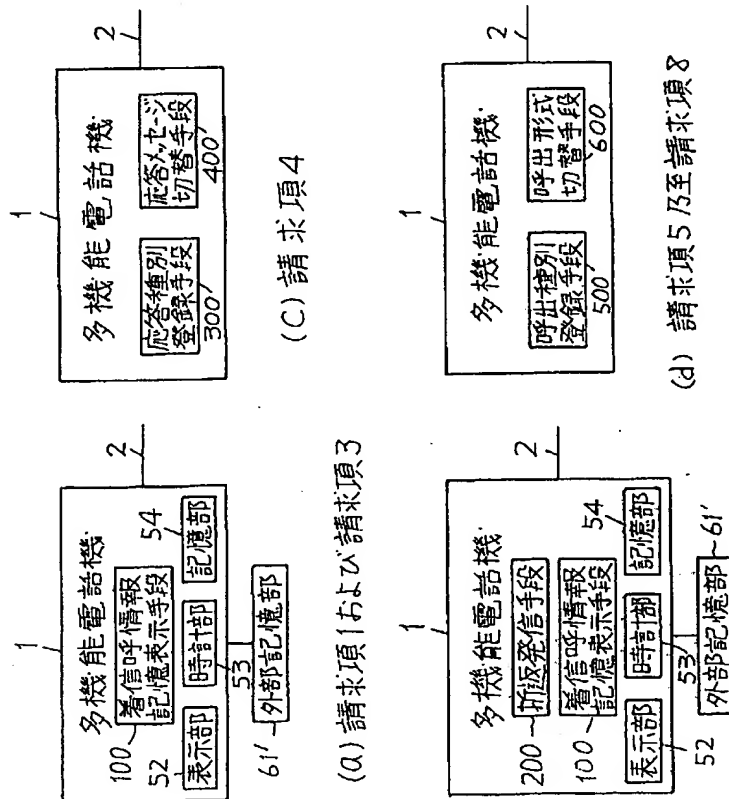 1
多機能電話機
2
着信呼情報
記憶表示手段
100
52
表示部
時計部
53
54
記憶部
61'
外部記憶部
(a) 請求項1および請求項3
1
多機能電話機
2
折返発信手段
200
着信呼情報
記憶表示手段
100
表示部
52
時計部
53
54
記憶部
外部記憶部
61'
1
多機能電話機
2
応答種別
登録手段
300
応答メッセージ
切替手段
400
(C) 請求項4
1
多機能電話機
2
呼出種別
登録手段
500
呼出形式
切替手段
600
(d) 請求項5乃至請求項8